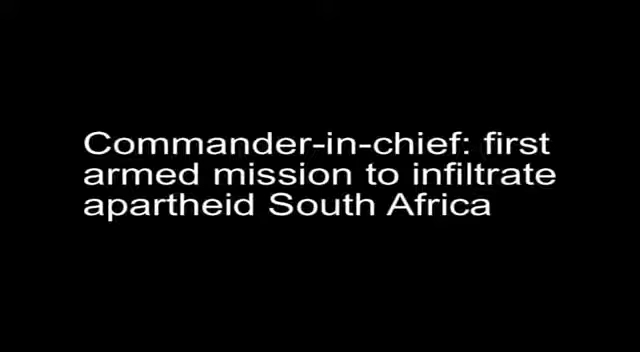 Commander-in-chief: first
armed mission to infiltrate
apartheid South Africa